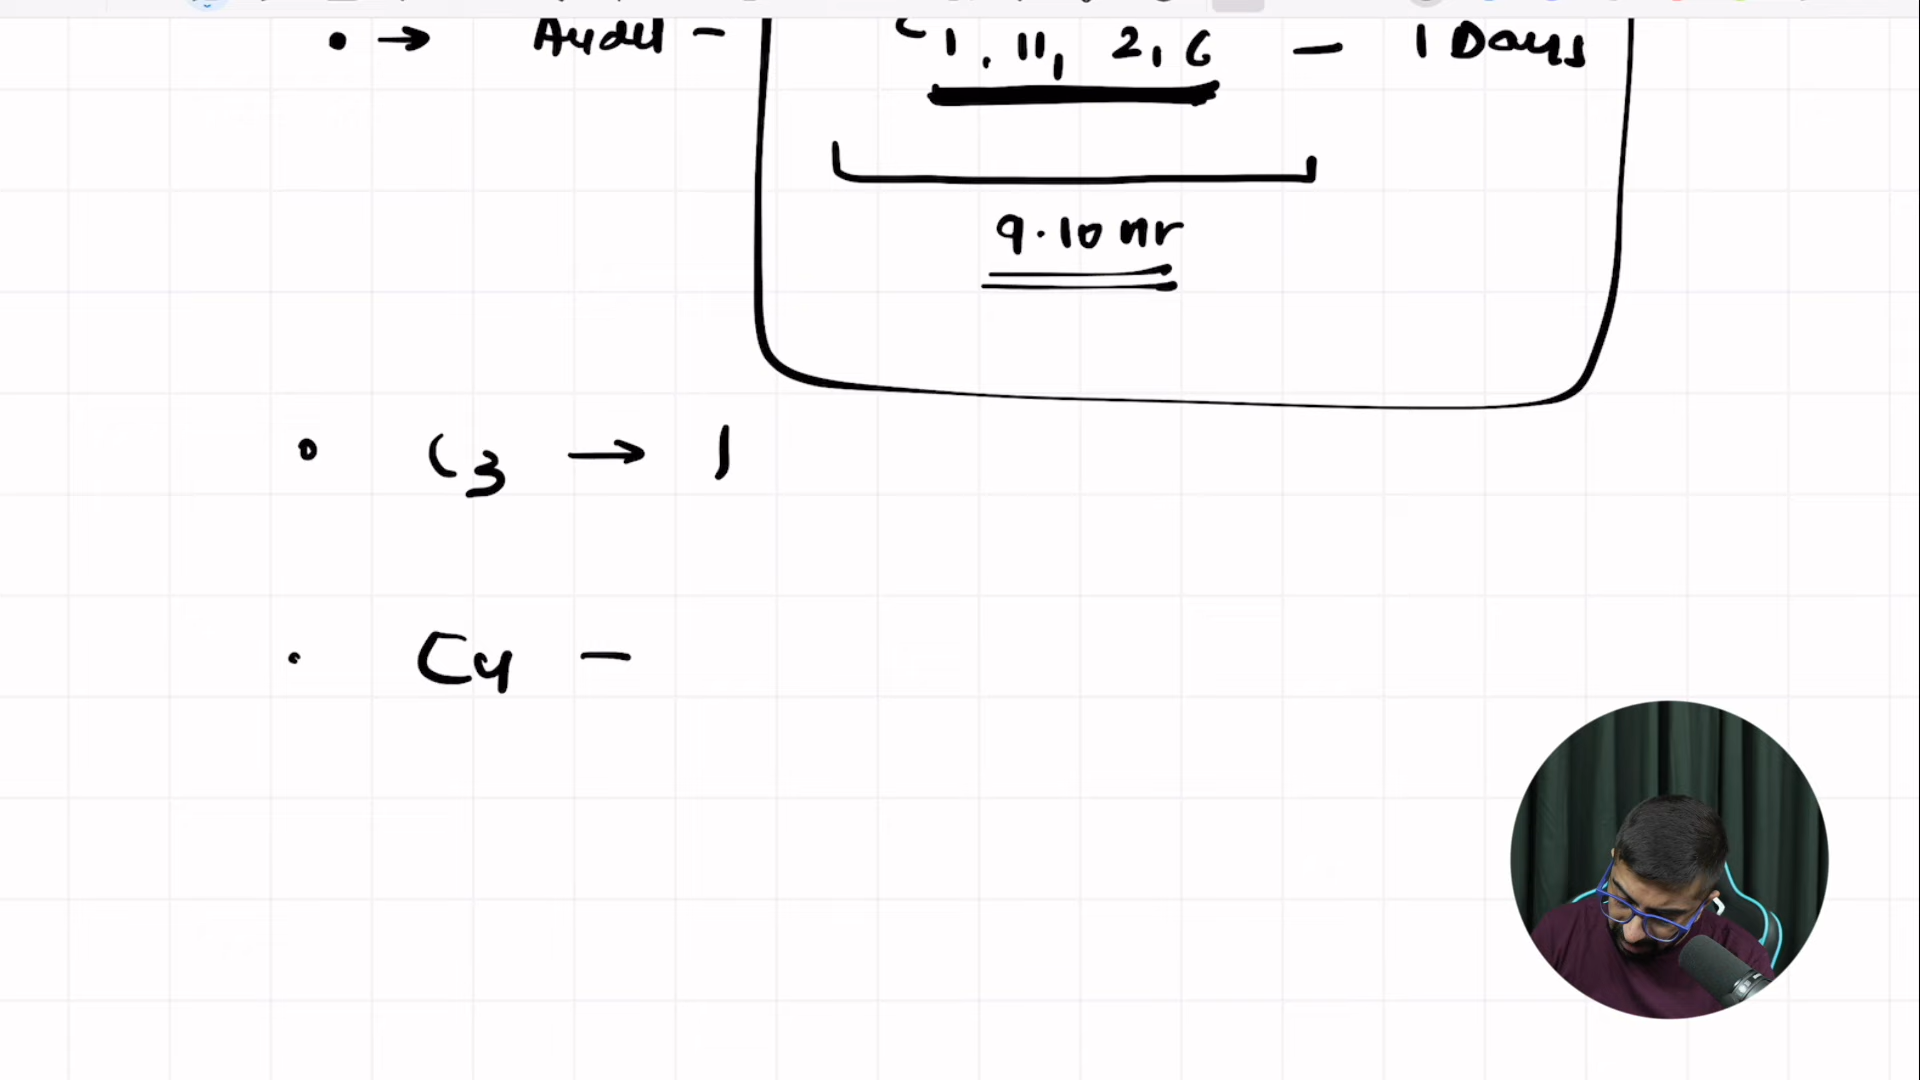 • → Audit - C 1, 11, 2, 6 - 1 Days
9.10 hr
• C3 → 1
• C4 -